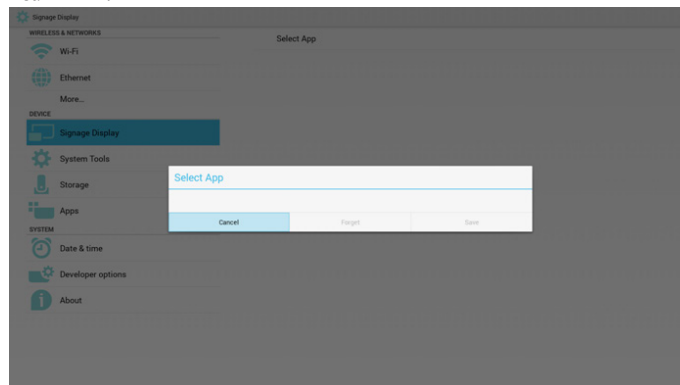 Signage Display
WIRELESS & NETWORKS
Wi-Fi
Ethernet
More...
DEVICE
Signage Display
System Tools
Storage
Apps
SYSTEM
Date & time
Developer options
About
Select App
Select App
Cancel
Forget
Save